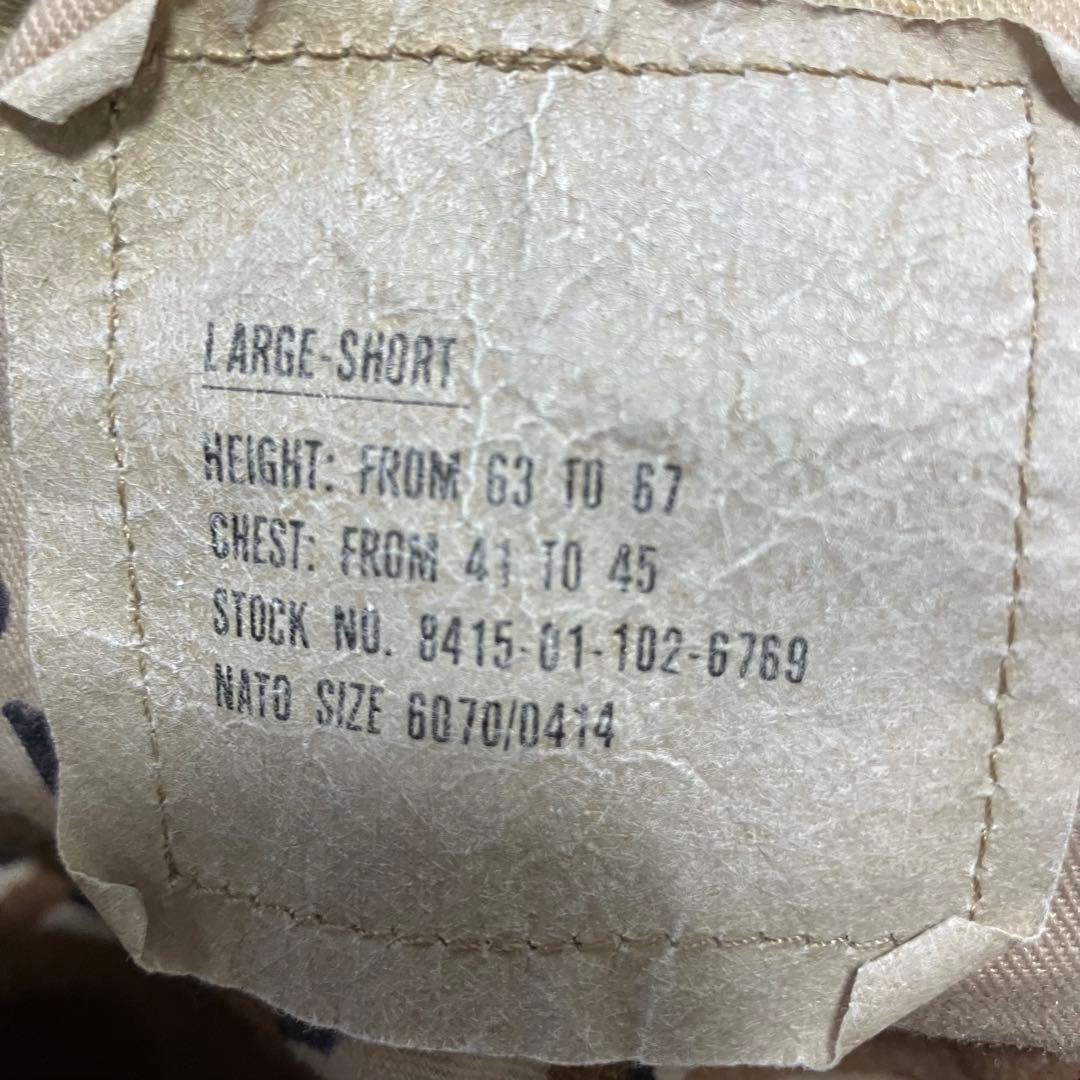 LARGE-SHORT
HEIGHT: FROM 63 TO 67
CHEST: FROM 41 TO 45
STOCK NO. 8415-01-102-6769
NATO SIZE 6070/0414